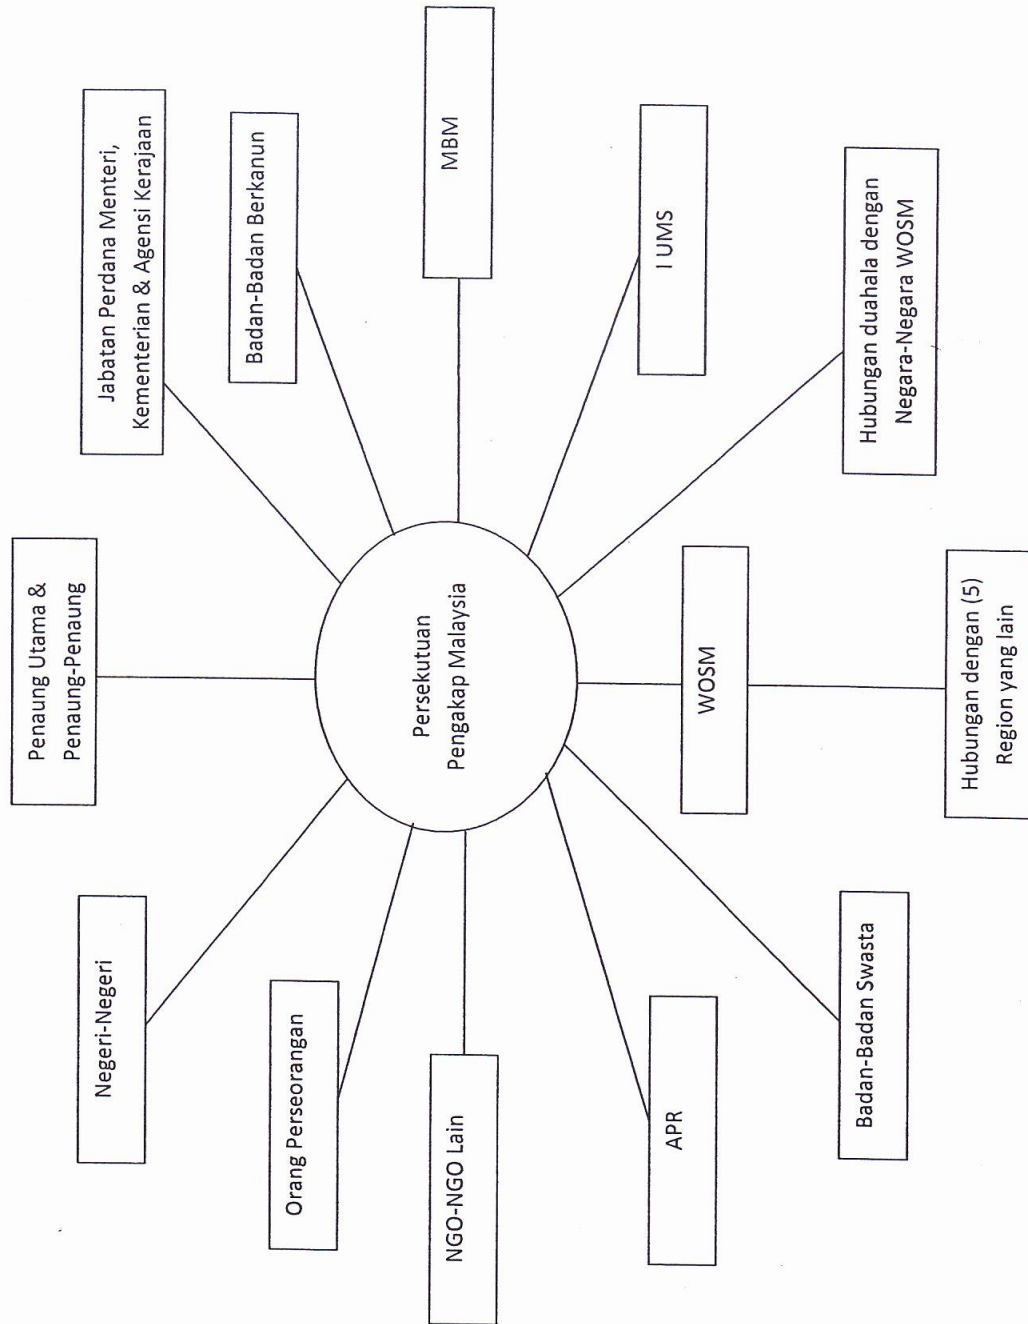 Penaung Utama &
Penaung-Penaung
Negeri-Negeri
Jabatan Perdana Menteri,
Kementerian & Agensi Kerajaan
Orang Perseorangan
Badan-Badan Berkanun
Persekutuan
Pengakap Malaysia
NGO-NGO Lain
MBM
APR
WOSM
I UMS
Badan-Badan Swasta
Hubungan duahala dengan
Negara-Negara WOSM
Hubungan dengan (5)
Region yang lain